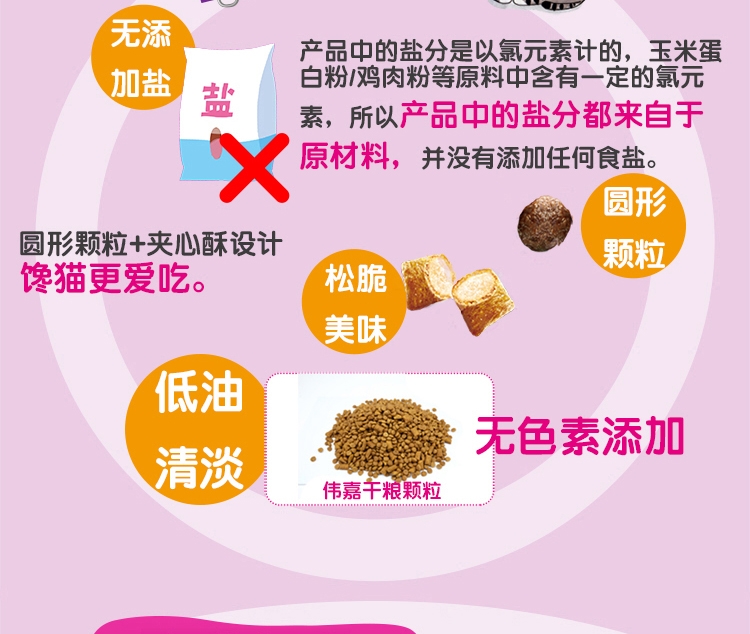 无添
加盐
盐
产品中的盐分是以氯元素计的，玉米蛋
白粉/鸡肉粉等原料中含有一定的氯元
素，所以产品中的盐分都来自于
原材料，并没有添加任何食盐。
圆形
颗粒
圆形颗粒+夹心酥设计
馋猫更爱吃。
松脆
美味
低油
清淡
伟嘉干粮颗粒
无色素添加